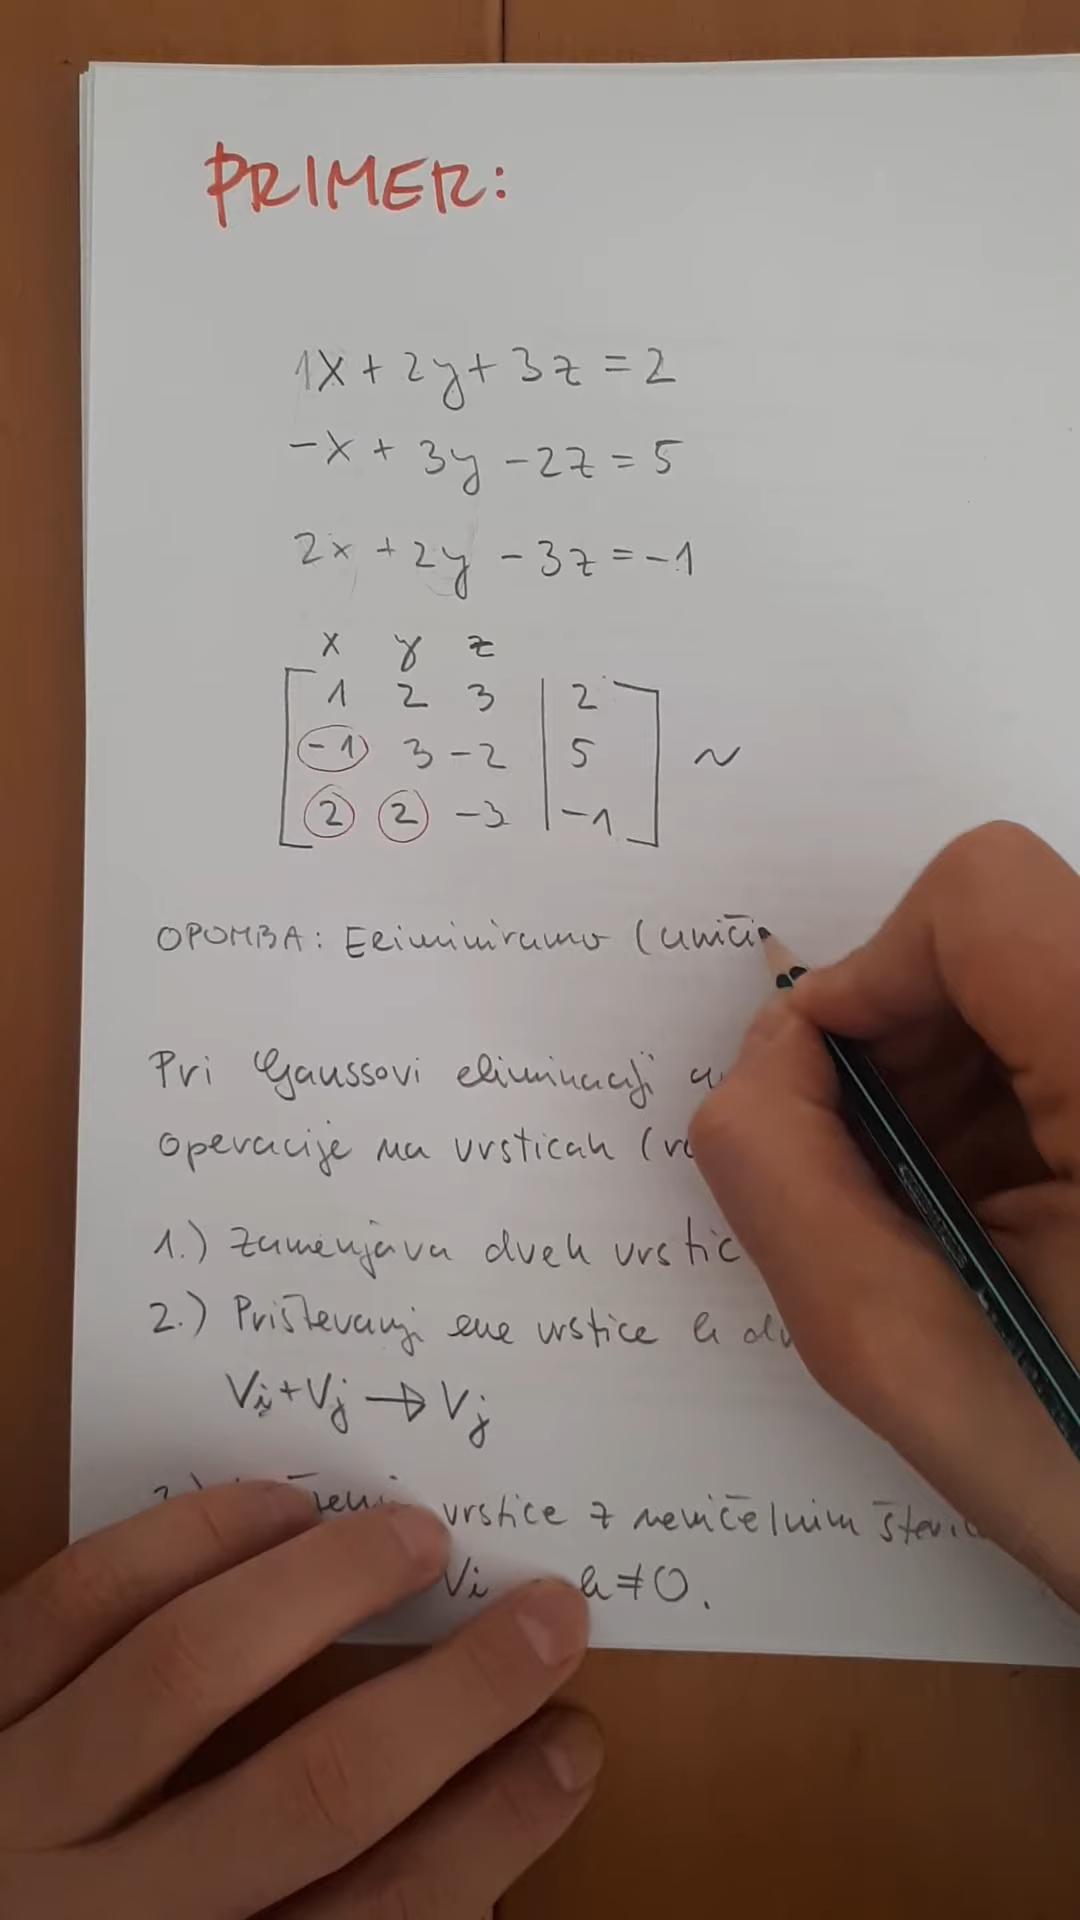 PRIMER:
1x + 2y + 3z = 2
-x + 3y - 2z = 5
2x + 2y - 3z = -1
x y z
1 2 3 | 2
-1 3 -2 | 5 ~
2 2 -3 | -1
OPOMBA: Eliminiramo (uniči
Pri Gaussovi eliminaciji
operacije na vrsticah (
1.) Zamenjava dveh vrstic
2.) Prištevanje ene vrstice k
Vi + Vj → Vj
vrstice z neničelnim
Vi k ≠ 0.